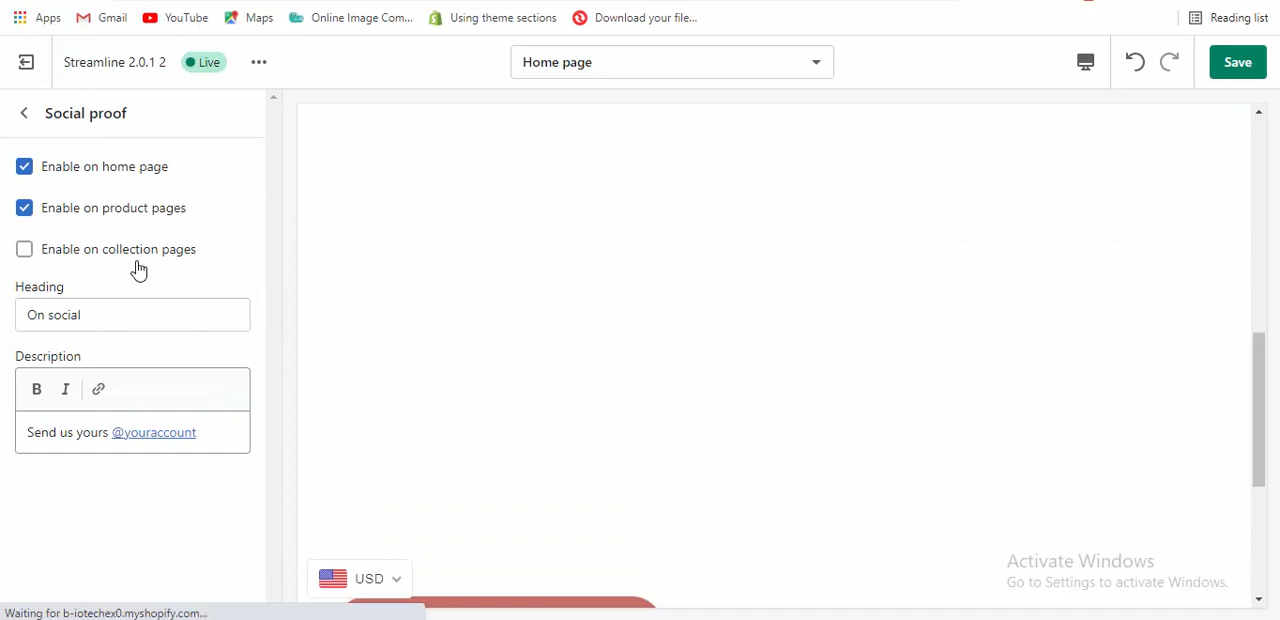 Apps Gmail YouTube Maps Online Image Com... Using theme sections Download your file... Reading list
Streamline 2.0.1 2 Live Home page Save
Social proof
Enable on home page
Enable on product pages
Enable on collection pages
Heading
On social
Description
B I
Send us yours @youraccount
USD
Activate Windows
Go to Settings to activate Windows.
Waiting for b-iotechex0.myshopify.com...